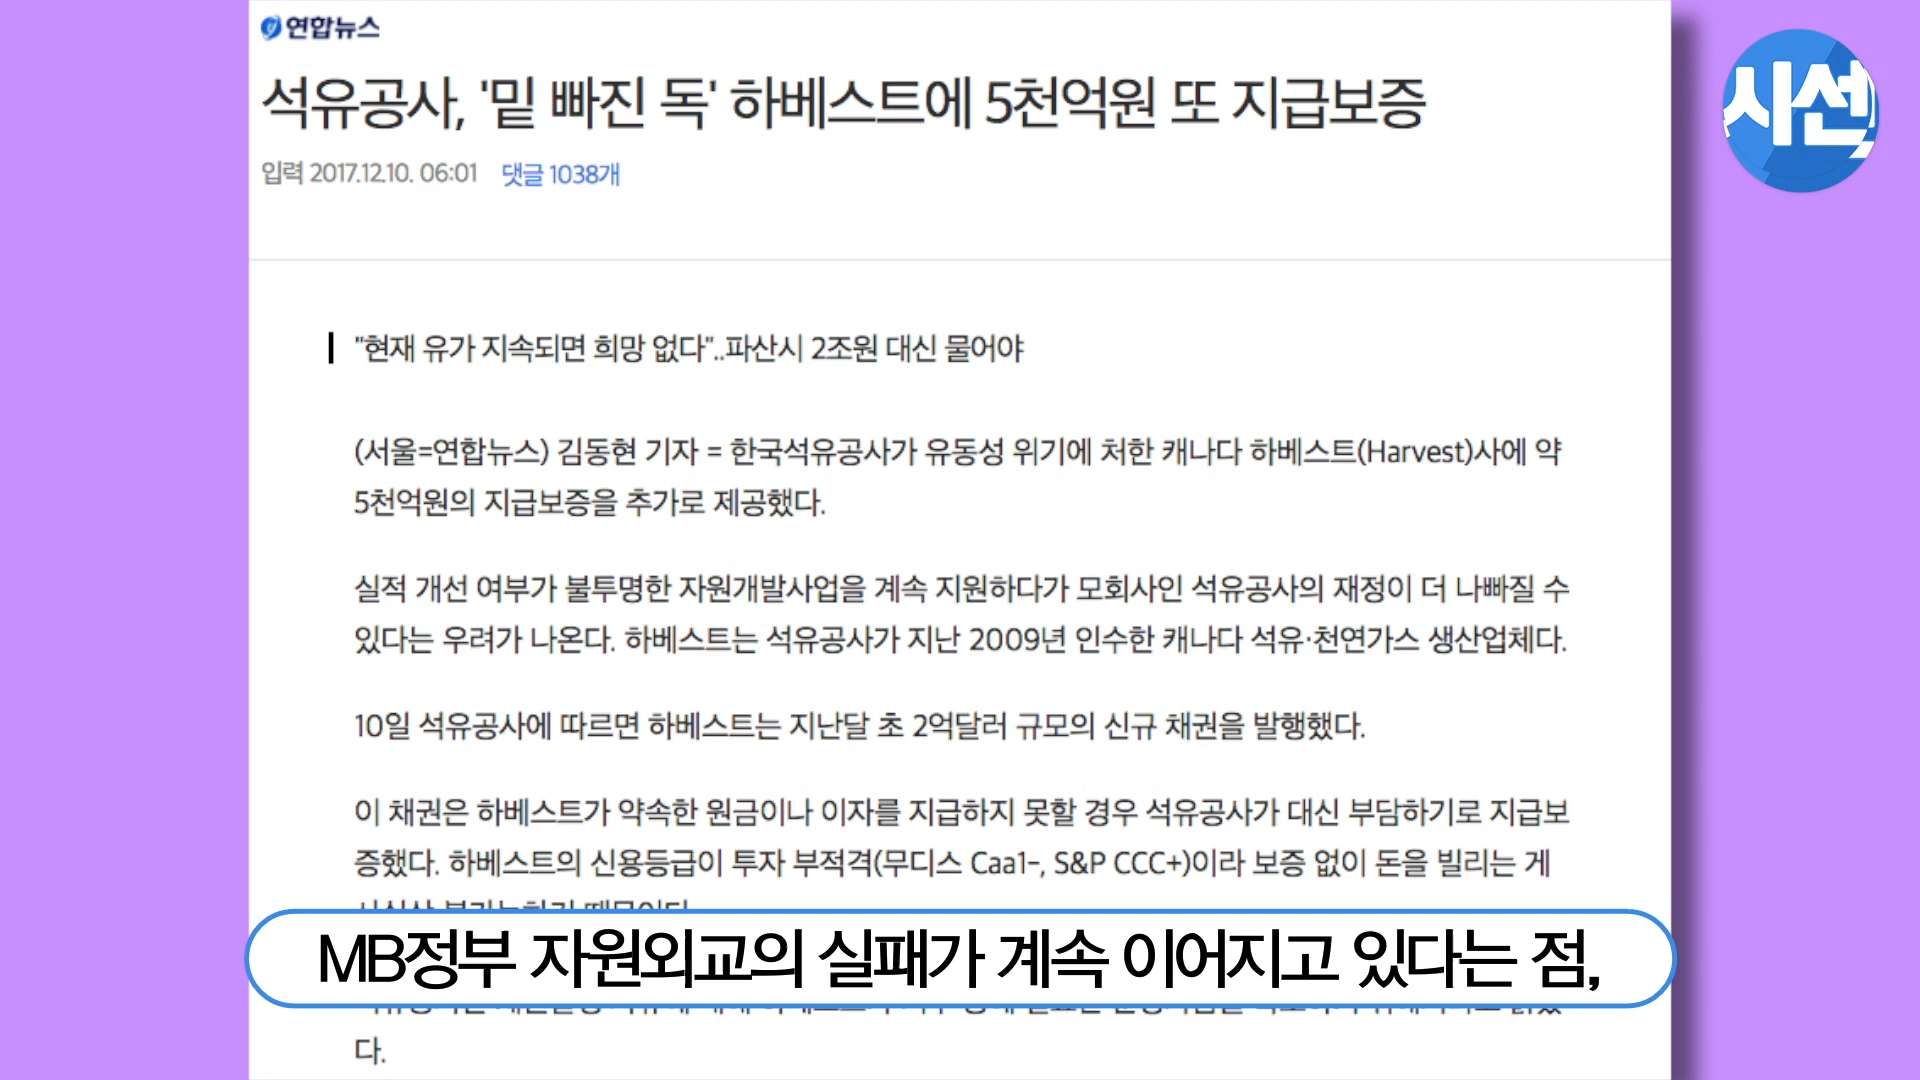 연합뉴스
시선
석유공사, '밑 빠진 독' 하베스트에 5천억원 또 지급보증
입력 2017.12.10. 06:01 댓글 1038개
"현재 유가 지속되면 희망 없다"..파산시 2조원 대신 물어야
(서울=연합뉴스) 김동현 기자 = 한국석유공사가 유동성 위기에 처한 캐나다 하베스트(Harvest)사에 약
5천억원의 지급보증을 추가로 제공했다.
실적 개선 여부가 불투명한 자원개발사업을 계속 지원하다가 모회사인 석유공사의 재정이 더 나빠질 수
있다는 우려가 나온다. 하베스트는 석유공사가 지난 2009년 인수한 캐나다 석유·천연가스 생산업체다.
10일 석유공사에 따르면 하베스트는 지난달 초 2억달러 규모의 신규 채권을 발행했다.
이 채권은 하베스트가 약속한 원금이나 이자를 지급하지 못할 경우 석유공사가 대신 부담하기로 지급보
증했다. 하베스트의 신용등급이 투자 부적격(무디스 Caa1-, S&P CCC+)이라 보증 없이 돈을 빌리는 게
MB정부 자원외교의 실패가 계속 이어지고 있다는 점,
다.